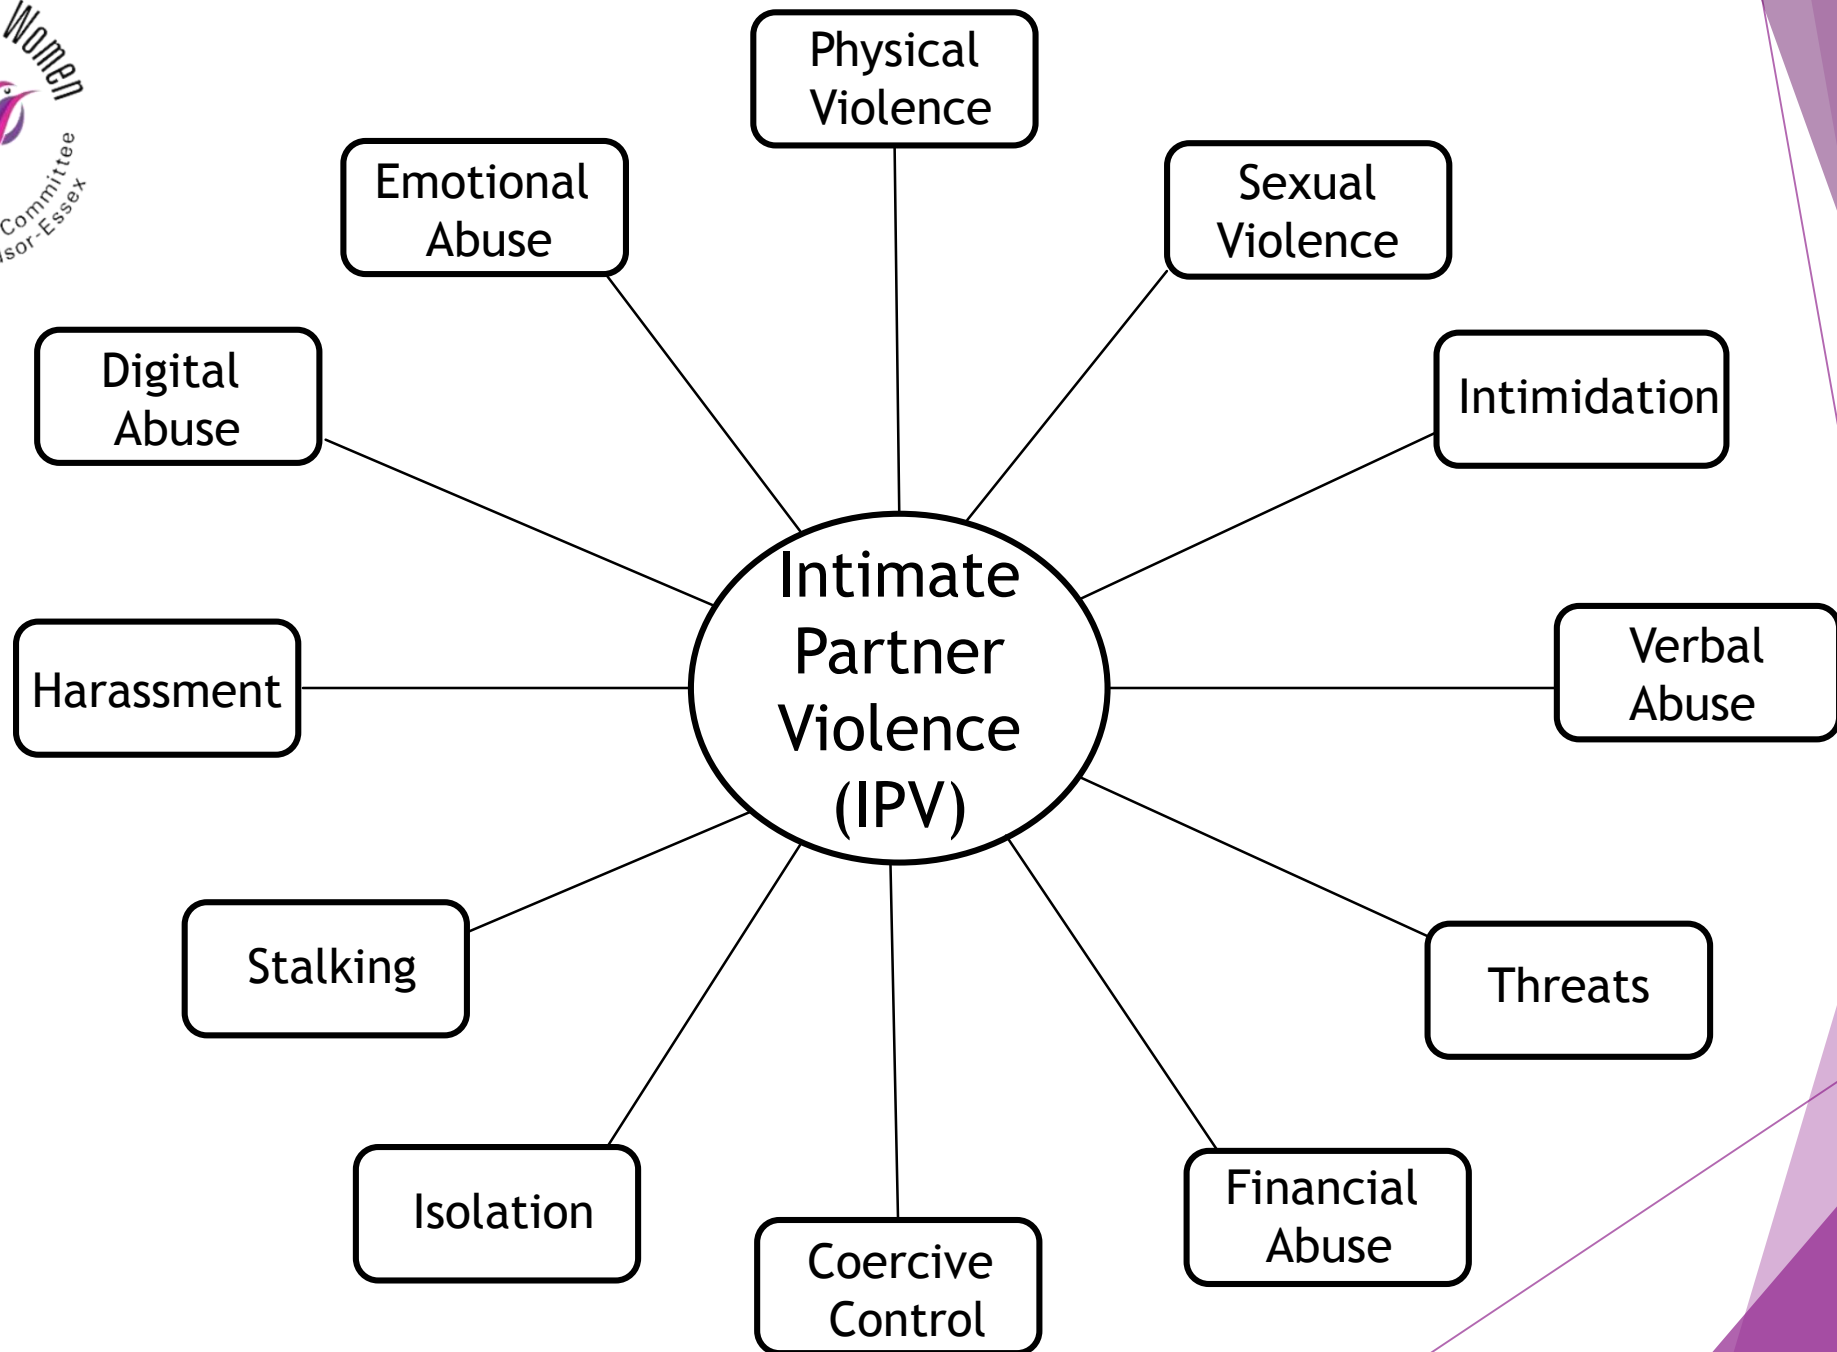 Women
Committee
sor-Essex
Physical
Violence
Emotional
Abuse
Sexual
Violence
Digital
Abuse
Intimidation
Intimate
Partner
Violence
(IPV)
Harassment
Verbal
Abuse
Stalking
Threats
Isolation
Financial
Abuse
Coercive
Control